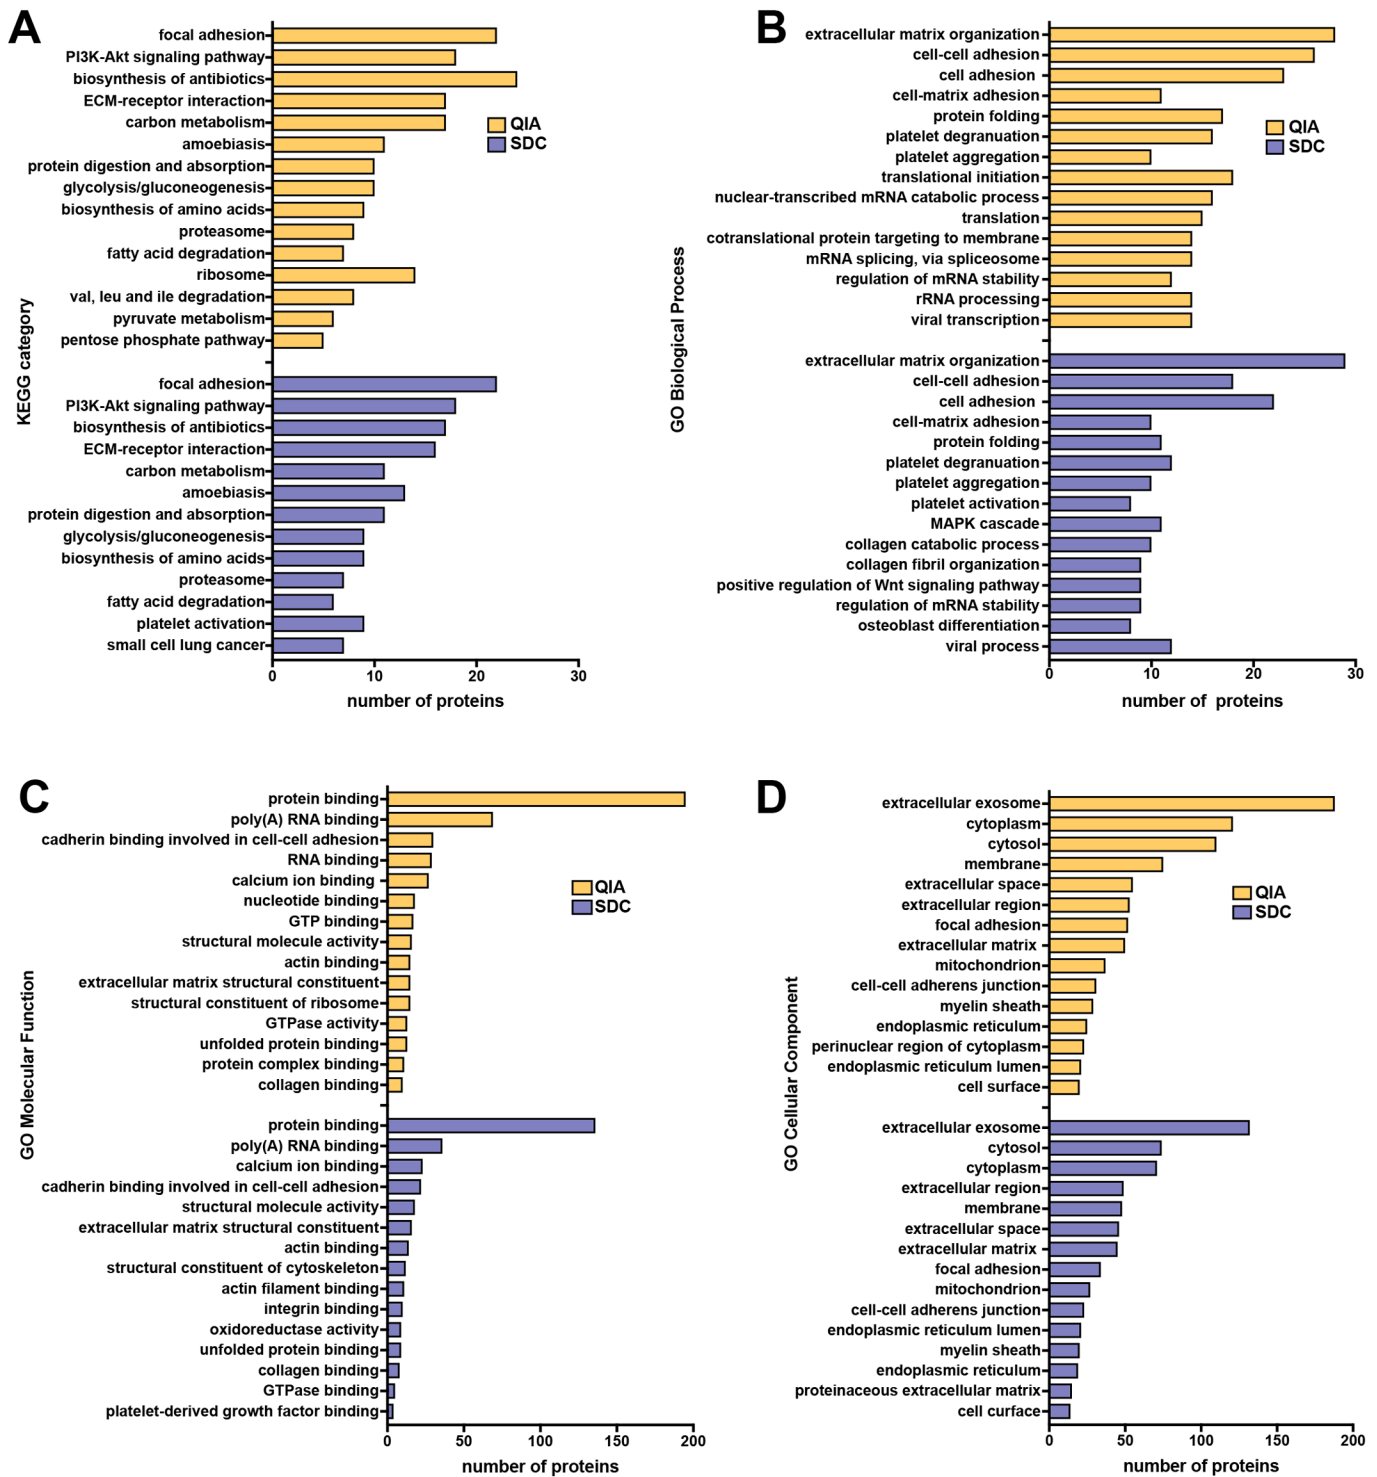 A
focal adhesion
PI3K-Akt signaling pathway
biosynthesis of antibiotics
ECM-receptor interaction
carbon metabolism
amoebiasis
protein digestion and absorption
glycolysis/gluconeogenesis
biosynthesis of amino acids
proteasome
fatty acid degradation
ribosome
val, leu and ile degradation
pyruvate metabolism
pentose phosphate pathway
focal adhesion
PI3K-Akt signaling pathway
biosynthesis of antibiotics
ECM-receptor interaction
carbon metabolism
amoebiasis
protein digestion and absorption
glycolysis/gluconeogenesis
biosynthesis of amino acids
proteasome
fatty acid degradation
platelet activation
small cell lung cancer
KEGG category
QIA
SDC
0 10 20 30
number of proteins
B
extracellular matrix organization
cell-cell adhesion
cell adhesion
cell-matrix adhesion
protein folding
platelet degranuation
platelet aggregation
translational initiation
nuclear-transcribed mRNA catabolic process
translation
cotranslational protein targeting to membrane
mRNA splicing, via spliceosome
regulation of mRNA stability
rRNA processing
viral transcription
extracellular matrix organization
cell-cell adhesion
cell adhesion
cell-matrix adhesion
protein folding
platelet degranuation
platelet aggregation
platelet activation
MAPK cascade
collagen catabolic process
collagen fibril organization
positive regulation of Wnt signaling pathway
regulation of mRNA stability
osteoblast differentiation
viral process
GO Biological Process
QIA
SDC
0 10 20 30
number of proteins
C
protein binding
poly(A) RNA binding
cadherin binding involved in cell-cell adhesion
RNA binding
calcium ion binding
nucleotide binding
GTP binding
structural molecule activity
actin binding
extracellular matrix structural constituent
structural constituent of ribosome
GTPase activity
unfolded protein binding
protein complex binding
collagen binding
protein binding
poly(A) RNA binding
calcium ion binding
cadherin binding involved in cell-cell adhesion
structural molecule activity
extracellular matrix structural constituent
actin binding
structural constituent of cytoskeleton
actin filament binding
integrin binding
oxidoreductase activity
unfolded protein binding
collagen binding
GTPase binding
platelet-derived growth factor binding
GO Molecular Function
QIA
SDC
0 50 100 150 200
number of proteins
D
extracellular exosome
cytoplasm
cytosol
membrane
extracellular space
extracellular region
focal adhesion
extracellular matrix
mitochondrion
cell-cell adherens junction
myelin sheath
endoplasmic reticulum
perinuclear region of cytoplasm
endoplasmic reticulum lumen
cell surface
extracellular exosome
cytosol
cytoplasm
extracellular region
membrane
extracellular space
extracellular matrix
focal adhesion
mitochondrion
cell-cell adherens junction
endoplasmic reticulum lumen
myelin sheath
endoplasmic reticulum
proteinaceous extracellular matrix
cell curface
GO Cellular Component
QIA
SDC
0 50 100 150 200
number of proteins